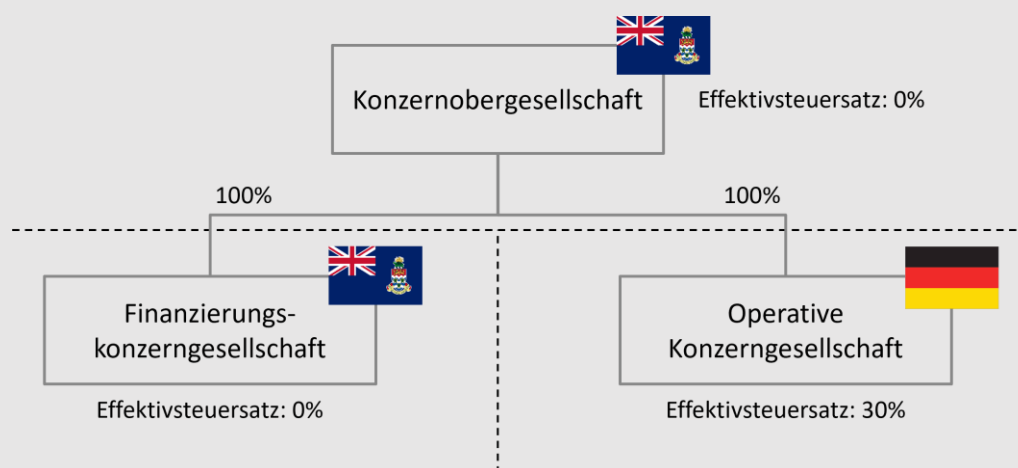 Konzernobergesellschaft
Effektivsteuersatz: 0%
100%
100%
Finanzierungs-
konzerngesellschaft
Operative
Konzerngesellschaft
Effektivsteuersatz: 0%
Effektivsteuersatz: 30%